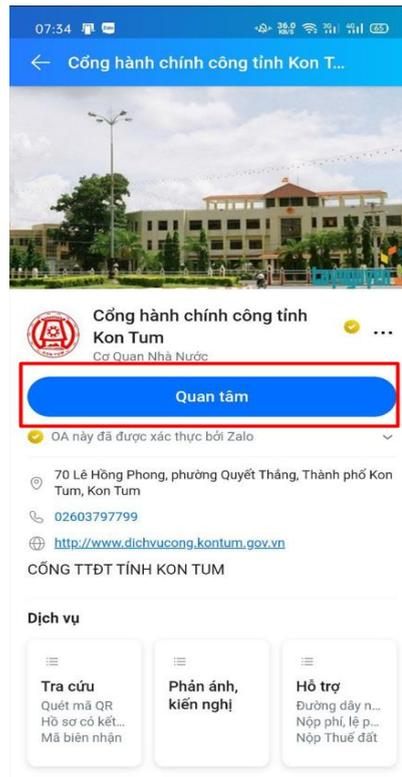 07:34
36.0
KB/S
65
Cổng hành chính công tỉnh Kon T...
Cổng hành chính công tỉnh
Kon Tum
Cơ Quan Nhà Nước
Quan tâm
OA này đã được xác thực bởi Zalo
70 Lê Hồng Phong, phường Quyết Thắng, Thành phố Kon
Tum, Kon Tum
02603797799
http://www.dichvucong.kontum.gov.vn
CỔNG TTĐT TỈNH KON TUM
Dịch vụ
Tra cứu
Quét mã QR
Hồ sơ có kết...
Mã biên nhận
Phản ánh,
kiến nghị
Hỗ trợ
Đường dây n...
Nộp phí, lệ p...
Nộp Thuế đất